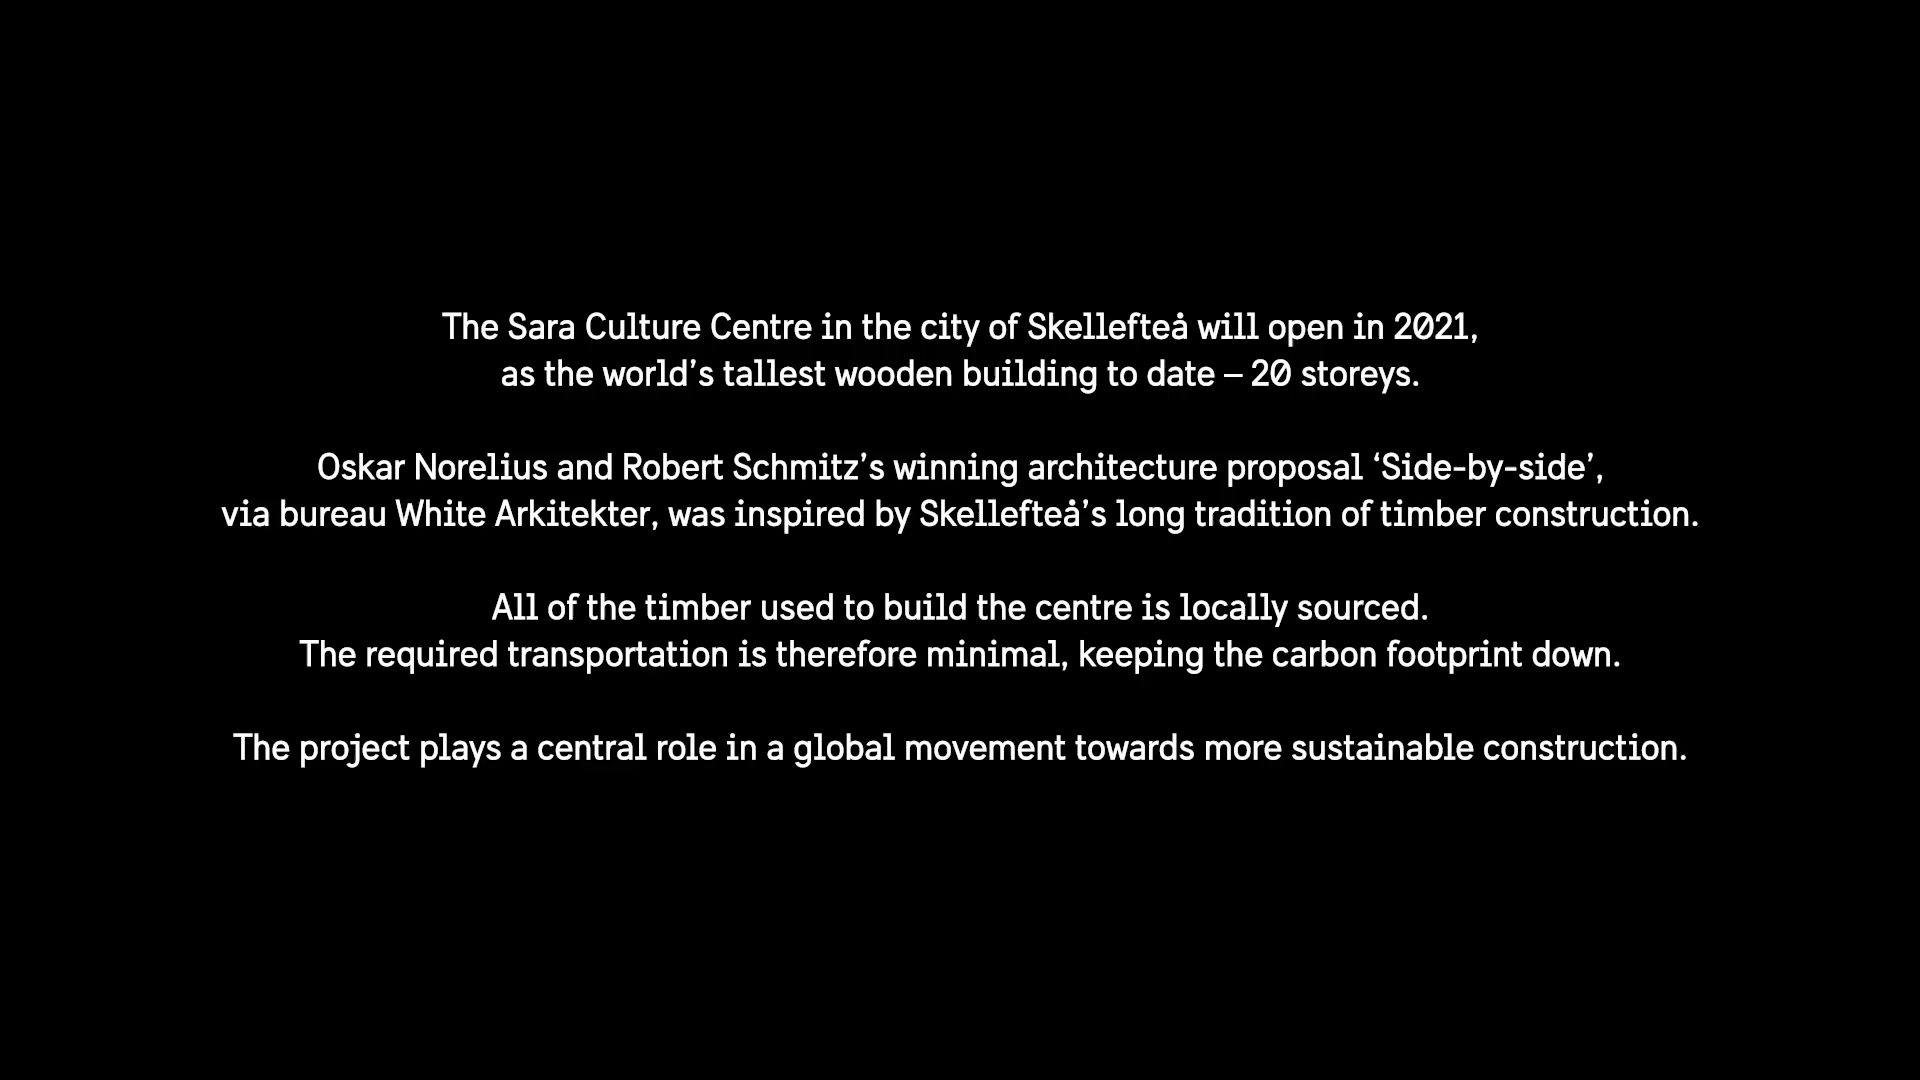 The Sara Culture Centre in the city of Skellefteå will open in 2021,
as the world’s tallest wooden building to date – 20 storeys.
Oskar Norelius and Robert Schmitz’s winning architecture proposal ‘Side-by-side’,
via bureau White Arkitekter, was inspired by Skellefteå’s long tradition of timber construction.
All of the timber used to build the centre is locally sourced.
The required transportation is therefore minimal, keeping the carbon footprint down.
The project plays a central role in a global movement towards more sustainable construction.